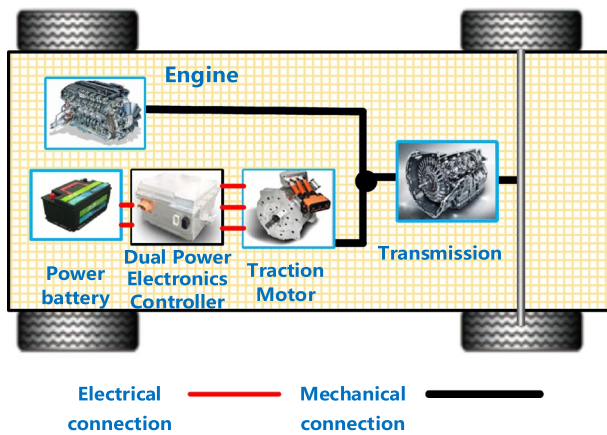 Engine
Transmission
Power
battery
Dual Power
Electronics
Controller
Traction
Motor
Electrical
connection
Mechanical
connection